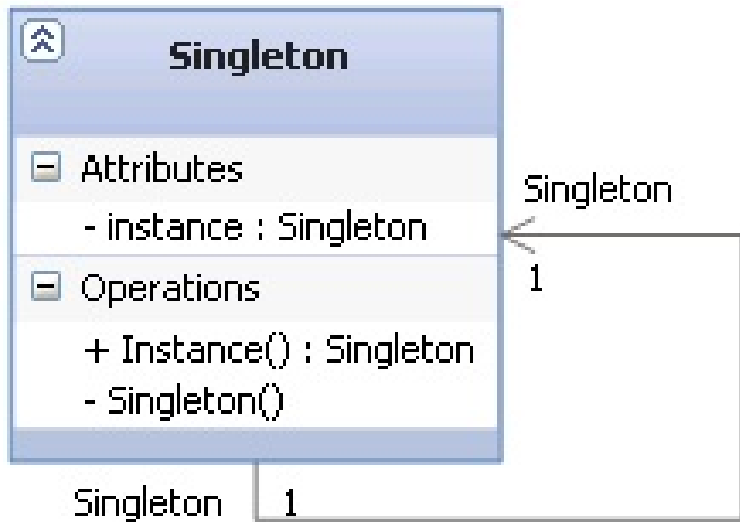 Singleton
Attributes
- instance : Singleton
Operations
+ Instance() : Singleton
- Singleton()
Singleton
1
Singleton 1